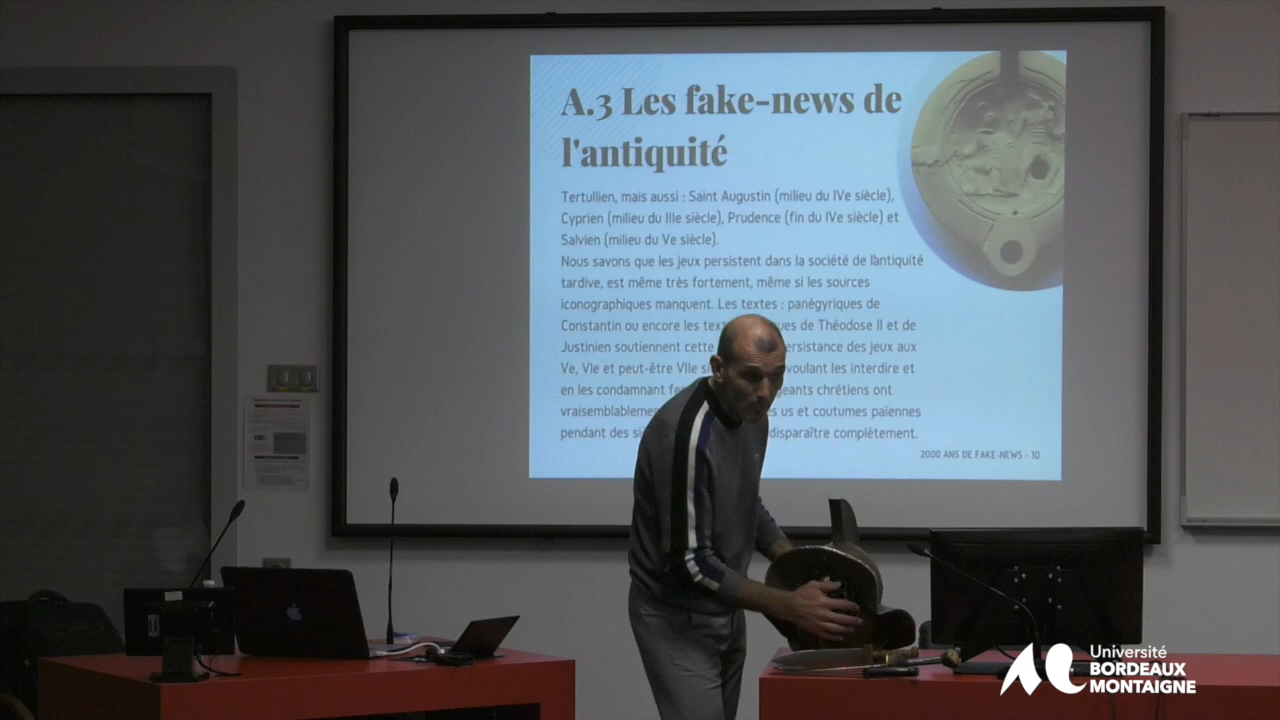 A.3 Les fake-news de
l'antiquité
Tertullien, mais aussi : Saint Augustin (milieu du IVe siècle),
Cyprien (milieu du IIIe siècle), Prudence (fin du IVe siècle) et
Salvien (milieu du Ve siècle).
Nous savons que les jeux persistent dans la société de l'antiquité
tardive, est même très fortement, même si les sources
iconographiques manquent. Les textes : panégyriques de
Constantin ou encore les ues de Théodose II et de
Justinien soutiennent cette ersistance des jeux aux
Ve, VIe et peut-être VIIe voulant les interdire et
en les condamnant geants chrétiens ont
us et coutumes païennes
pendant des disparaître complètement.
2000 ANS DE FAKE-NEWS - 10
Université
BORDEAUX
MONTAIGNE